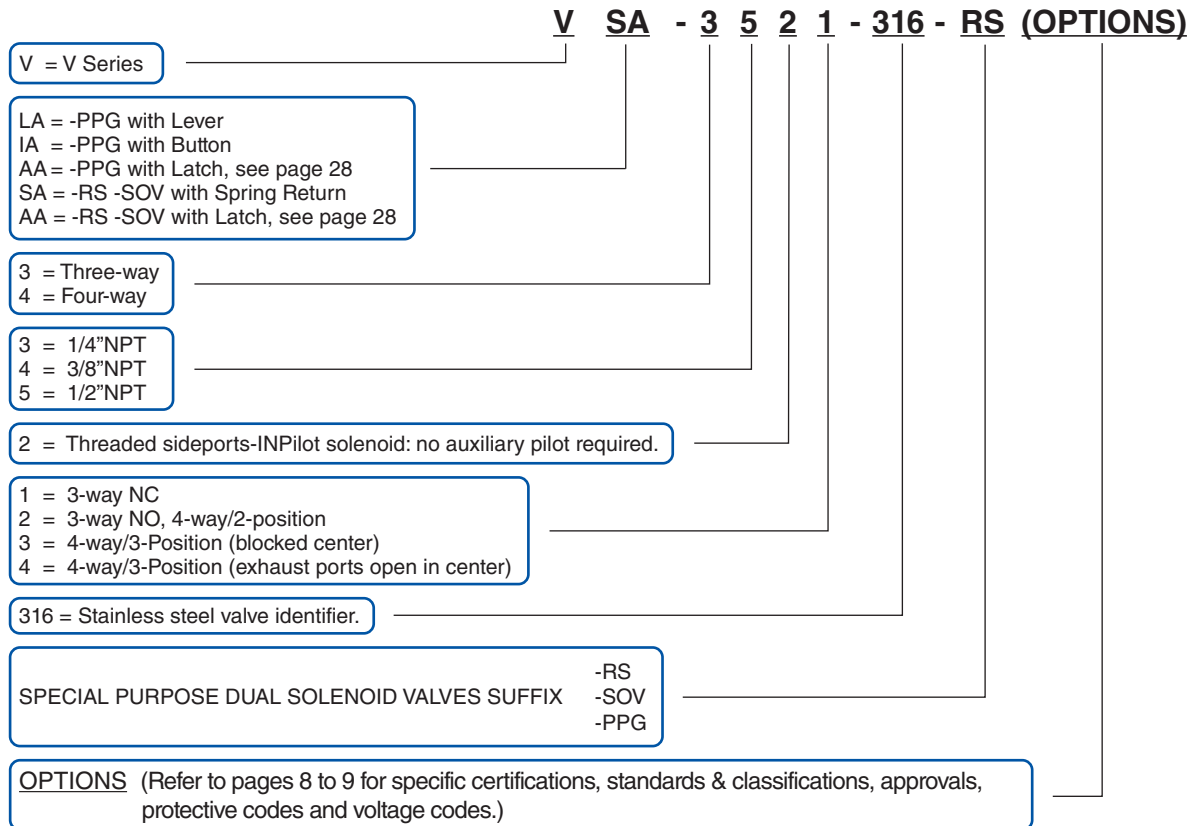 V SA - 3 5 2 1 - 316 - RS (OPTIONS)
V = V Series
LA = -PPG with Lever
IA = -PPG with Button
AA = -PPG with Latch, see page 28
SA = -RS -SOV with Spring Return
AA = -RS -SOV with Latch, see page 28
3 = Three-way
4 = Four-way
3 = 1/4”NPT
4 = 3/8”NPT
5 = 1/2”NPT
2 = Threaded sideports-INPilot solenoid: no auxiliary pilot required.
1 = 3-way NC
2 = 3-way NO, 4-way/2-position
3 = 4-way/3-Position (blocked center)
4 = 4-way/3-Position (exhaust ports open in center)
316 = Stainless steel valve identifier.
-RS
SPECIAL PURPOSE DUAL SOLENOID VALVES SUFFIX -SOV
-PPG
OPTIONS (Refer to pages 8 to 9 for specific certifications, standards & classifications, approvals,
protective codes and voltage codes.)